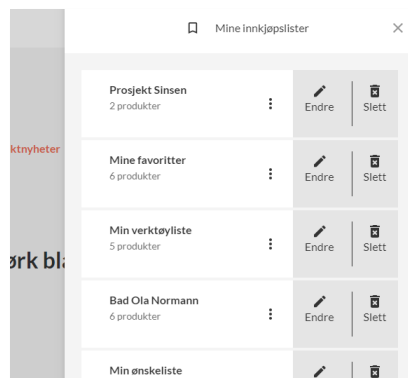 Mine innkjøpslister
Prosjekt Sinsen
2 produkter
Endre
Slett
ktnyheter
Mine favoritter
6 produkter
Endre
Slett
Min verktøyliste
5 produkter
Endre
Slett
ørk bla
Bad Ola Normann
6 produkter
Endre
Slett
Min ønskeliste